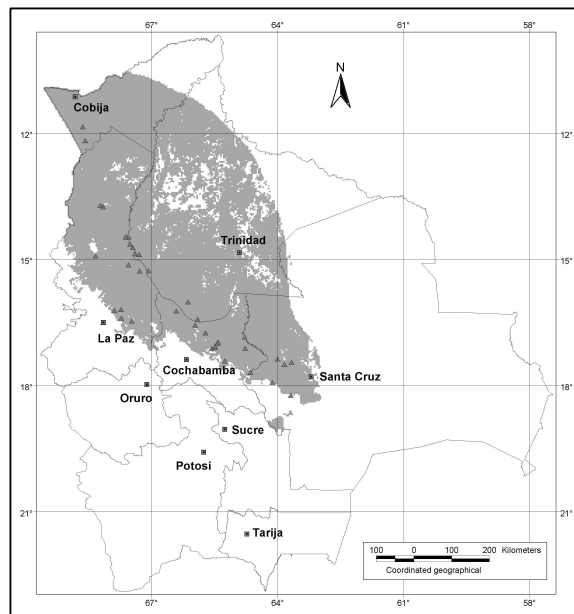 67° 64° 61° 58°
N
Cobija
12° 12°
Trinidad
15° 15°
La Paz
Cochabamba
Santa Cruz
18° 18°
Oruro
Sucre
Potosi
21° 21°
Tarija
100 0 100 200 Kilometers
Coordinated geographical
67° 64° 61° 58°